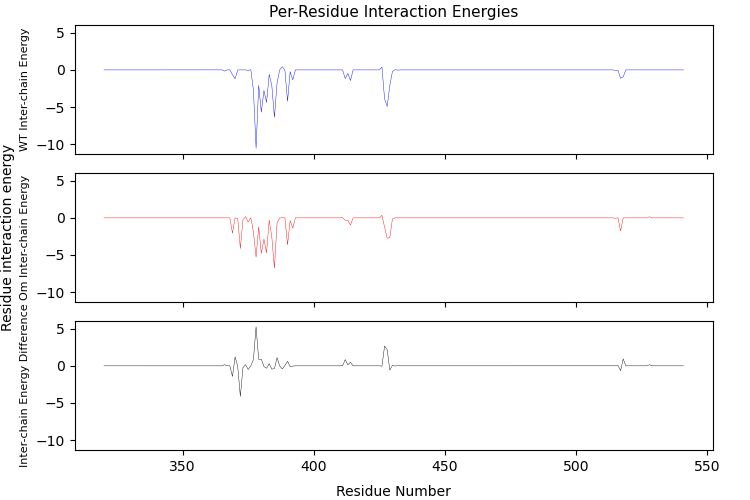 Per-Residue Interaction Energies
Residue interaction energy
WT Inter-chain Energy
5
0
−5
−10
Om Inter-chain Energy
5
0
−5
−10
Inter-chain Energy Difference
5
0
−5
−10
350
400
450
500
550
Residue Number